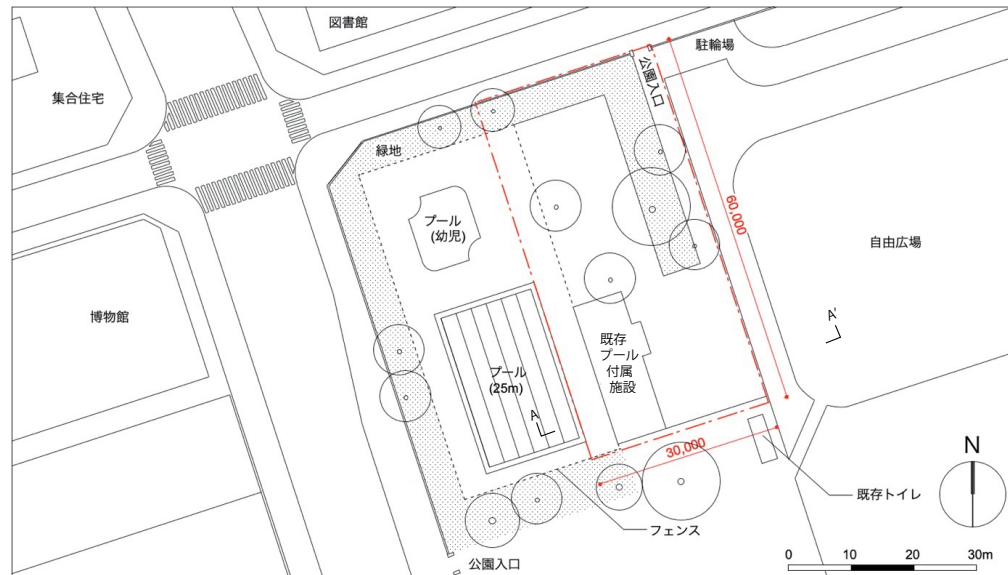 図書館
駐輪場
公園入口
集合住宅
緑地
プール
(幼児)
60,000
自由広場
博物館
A'
既存
プール
付属
施設
プール
(25m)
A
30,000
N
既存トイレ
フェンス
公園入口
0 10 20 30m